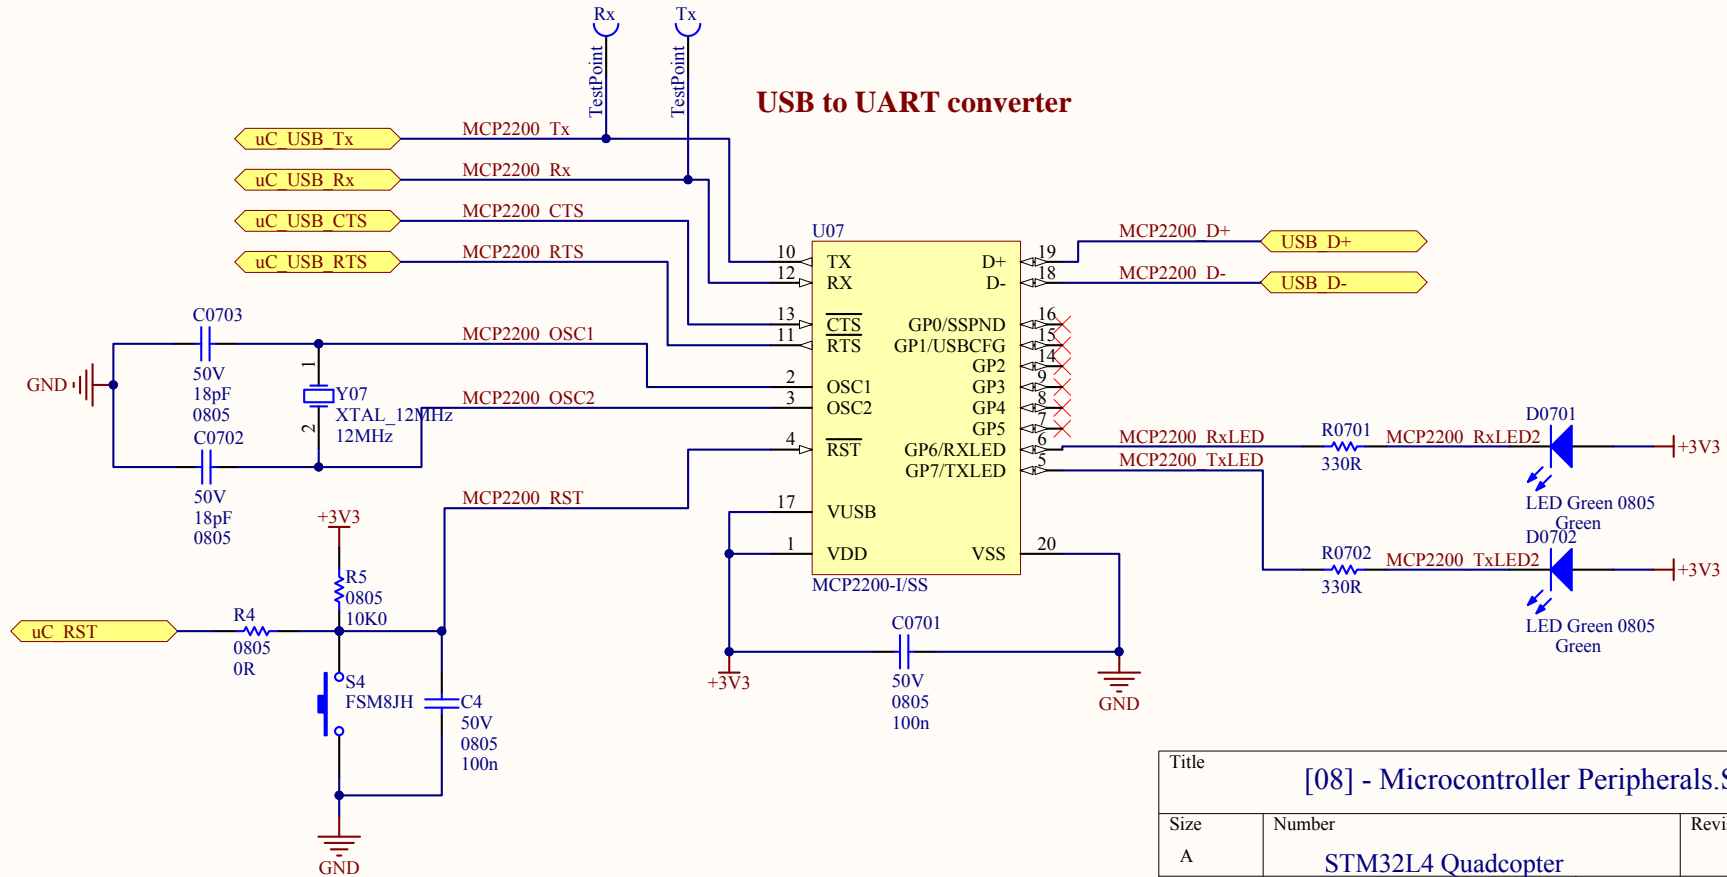 Rx
Tx
TestPoint
TestPoint
USB to UART converter
uC_USB_Tx
MCP2200_Tx
uC_USB_Rx
MCP2200_Rx
uC_USB_CTS
MCP2200_CTS
uC_USB_RTS
MCP2200_RTS
U07
10 TX
12 RX
13 CTS
11 RTS
2 OSC1
3 OSC2
4 RST
17 VUSB
1 VDD
D+ 19
D- 18
GP0/SSPND 16
GP1/USBCFG 15
GP2 14
GP3 9
GP4 8
GP5 7
GP6/RXLED 6
GP7/TXLED 5
VSS 20
MCP2200-I/SS
MCP2200_D+
USB_D+
MCP2200_D-
USB_D-
C0703
50V
18pF
0805
MCP2200_OSC1
GND
1
2
Y07
XTAL_12MHz
12MHz
MCP2200_OSC2
C0702
50V
18pF
0805
MCP2200_RST
+3V3
R5
0805
10K0
uC_RST
R4
0805
0R
S4
FSM8JH
C4
50V
0805
100n
GND
+3V3
C0701
50V
0805
100n
GND
MCP2200_RxLED
R0701
330R
MCP2200_RxLED2
D0701
+3V3
LED Green 0805
Green
MCP2200_TxLED
R0702
330R
MCP2200_TxLED2
D0702
+3V3
LED Green 0805
Green
Title
[08] - Microcontroller Peripherals.S
Size
Number
Revis
A
STM32L4 Quadcopter